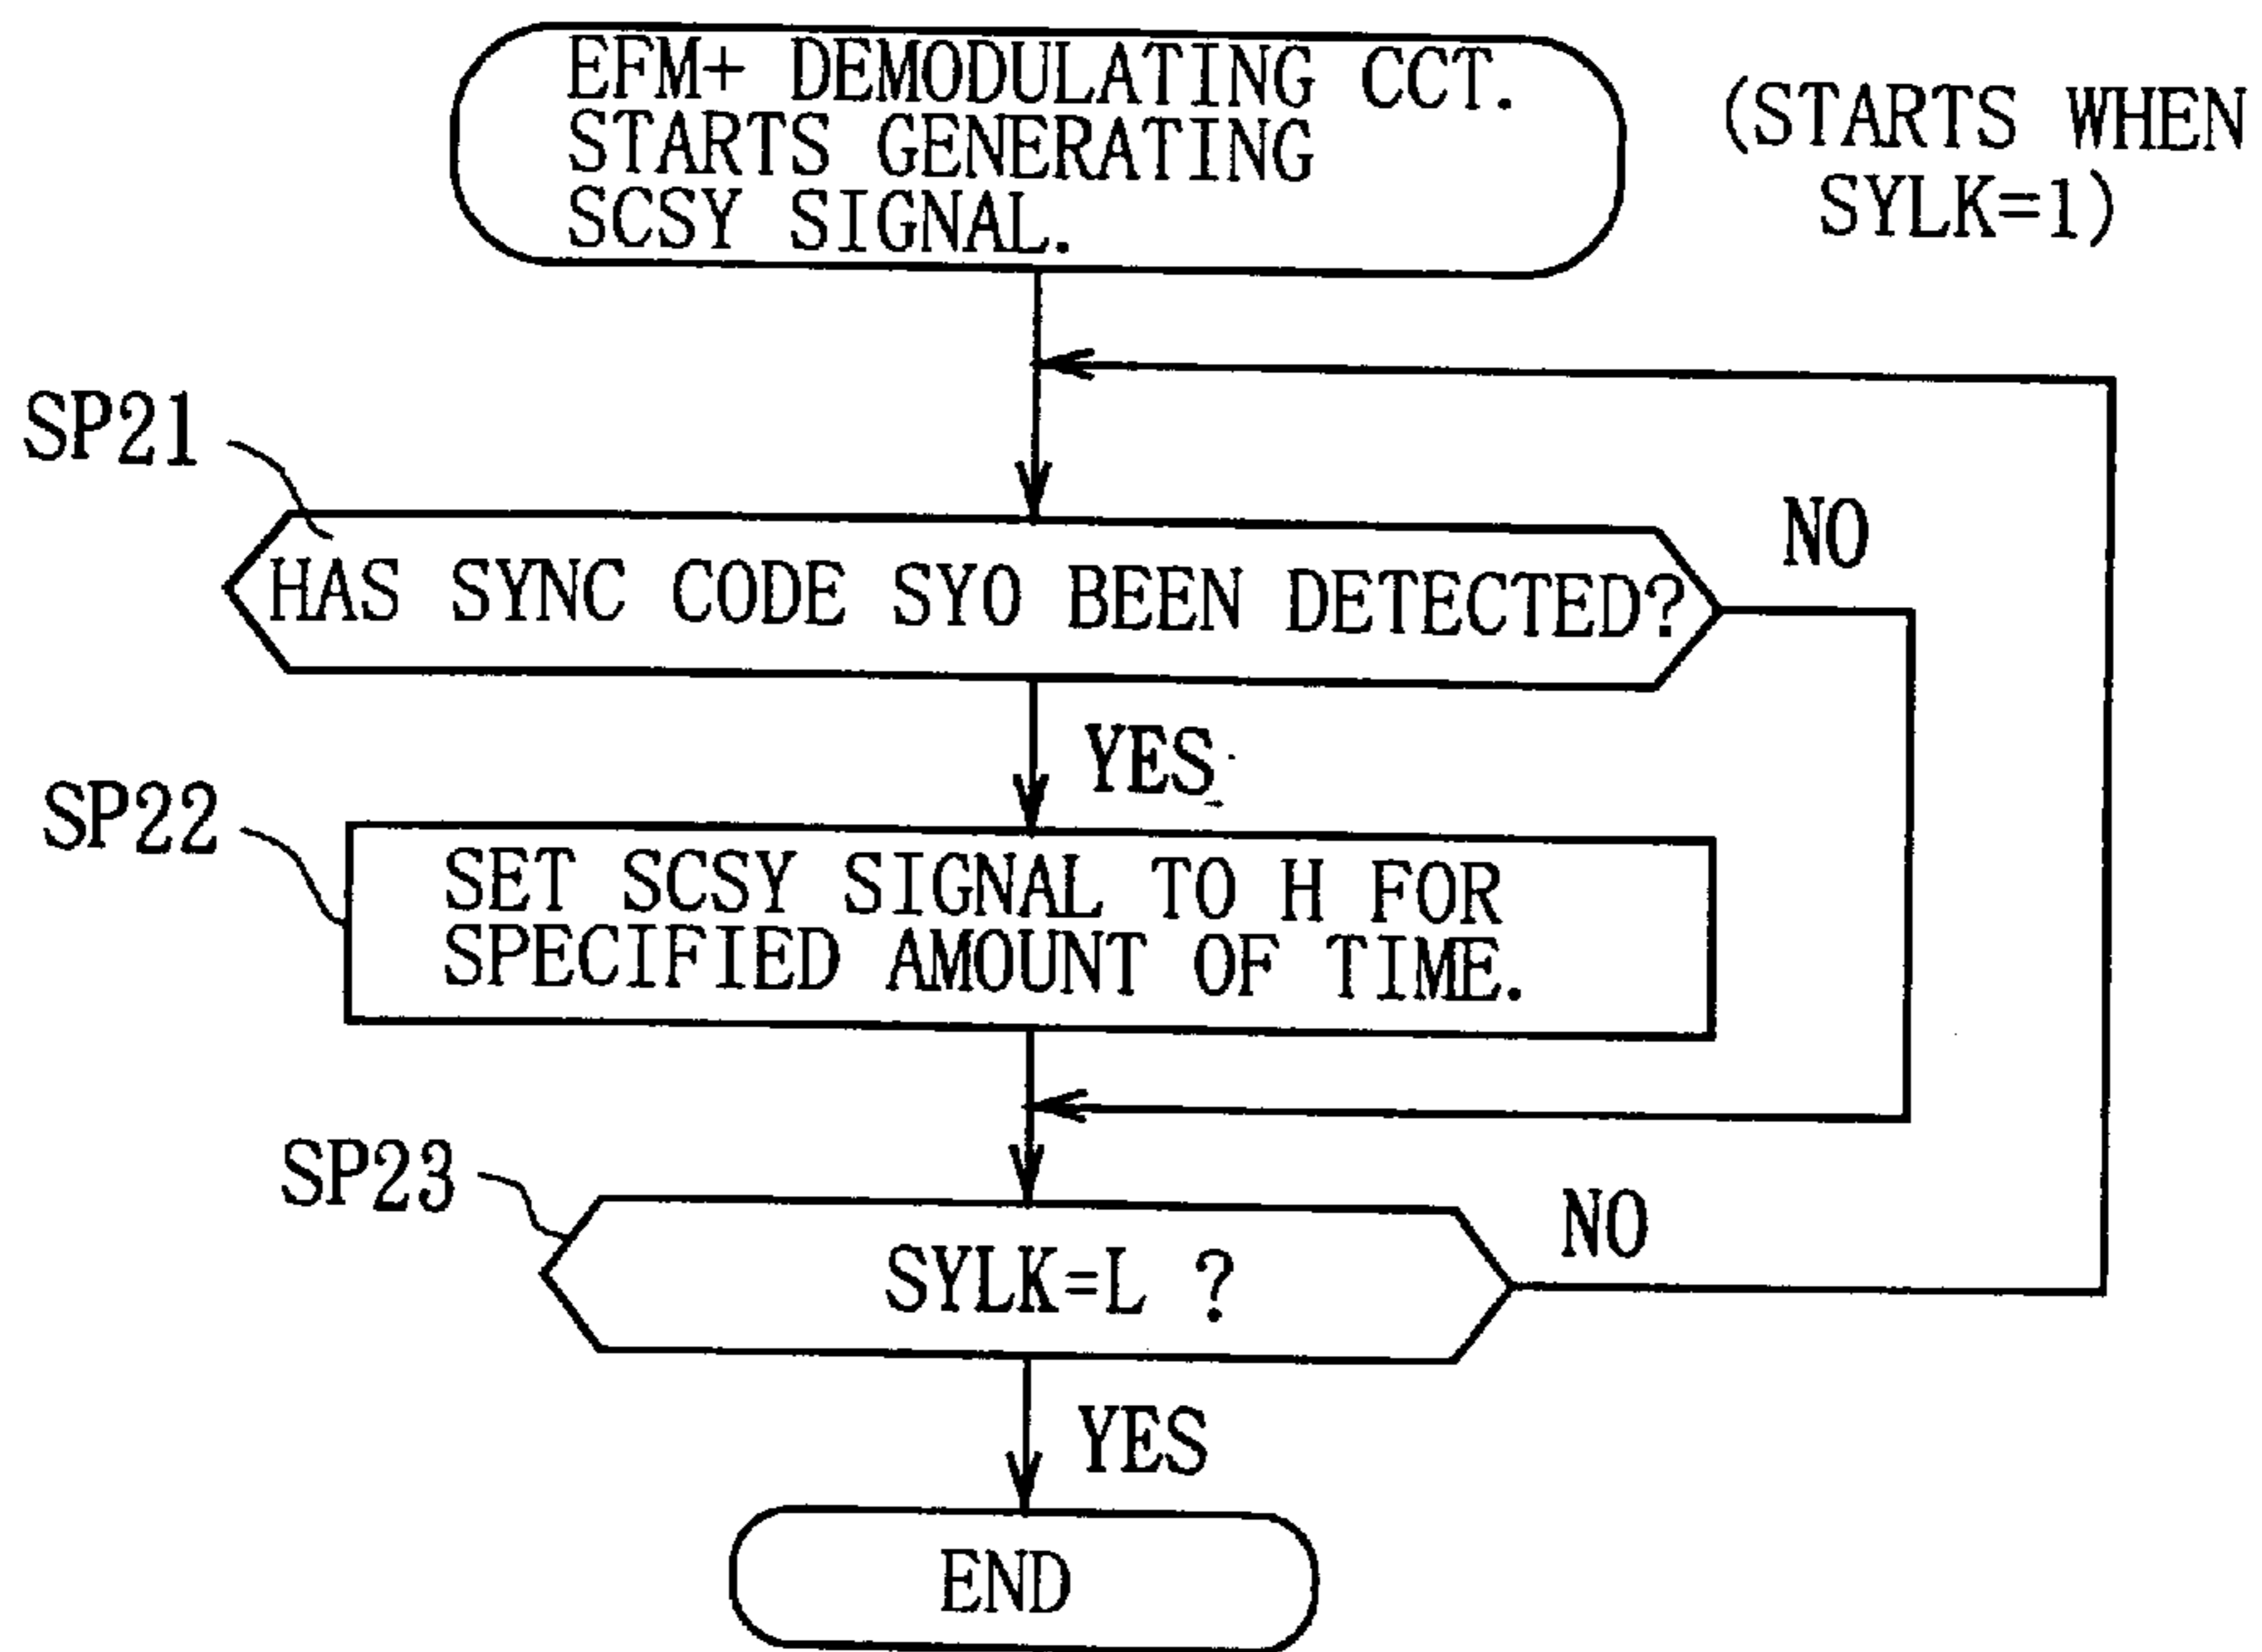 EFM+ DEMODULATING CCT.
STARTS GENERATING
SCSY SIGNAL.
(STARTS WHEN
SYLK=1)
SP21
HAS SYNC CODE SYO BEEN DETECTED?
NO
YES
SP22
SET SCSY SIGNAL TO H FOR
SPECIFIED AMOUNT OF TIME.
SP23
SYLK=L ?
NO
YES
END